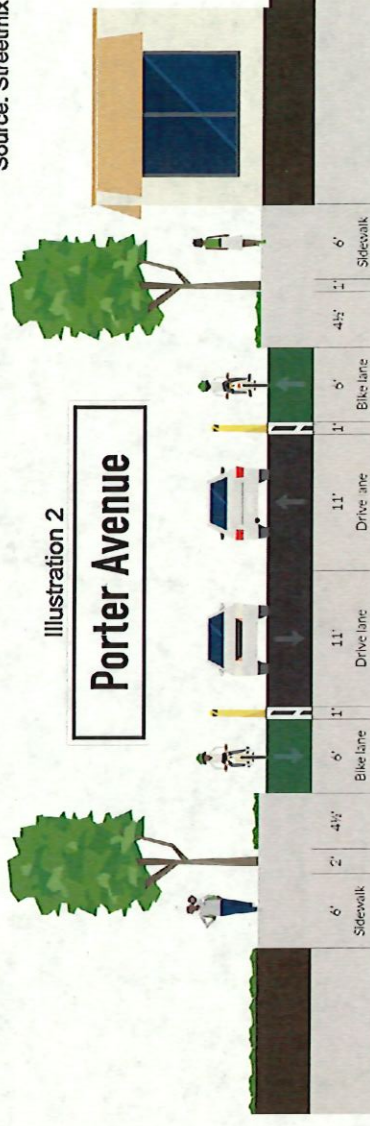 Source: Streetmix
Illustration 2
Porter Avenue
6' 2' 4½' 6' 1' 11' 11' 1' 6' 4½' 1' 6'
Sidewalk Bike lane Drive lane Drive lane Bike lane Sidewalk